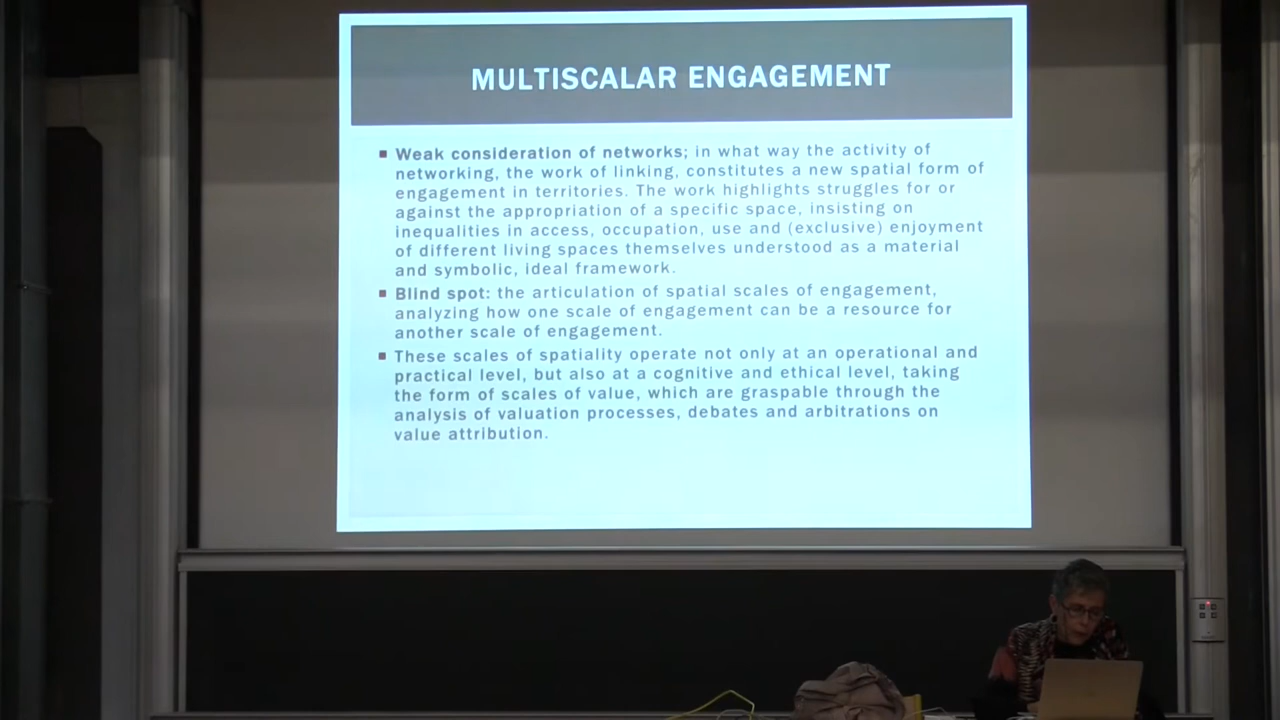 MULTISCALAR ENGAGEMENT
▪ Weak consideration of networks; in what way the activity of
networking, the work of linking, constitutes a new spatial form of
engagement in territories. The work highlights struggles for or
against the appropriation of a specific space, insisting on
inequalities in access, occupation, use and (exclusive) enjoyment
of different living spaces themselves understood as a material
and symbolic, ideal framework.
▪ Blind spot: the articulation of spatial scales of engagement,
analyzing how one scale of engagement can be a resource for
another scale of engagement.
▪ These scales of spatiality operate not only at an operational and
practical level, but also at a cognitive and ethical level, taking
the form of scales of value, which are graspable through the
analysis of valuation processes, debates and arbitrations on
value attribution.